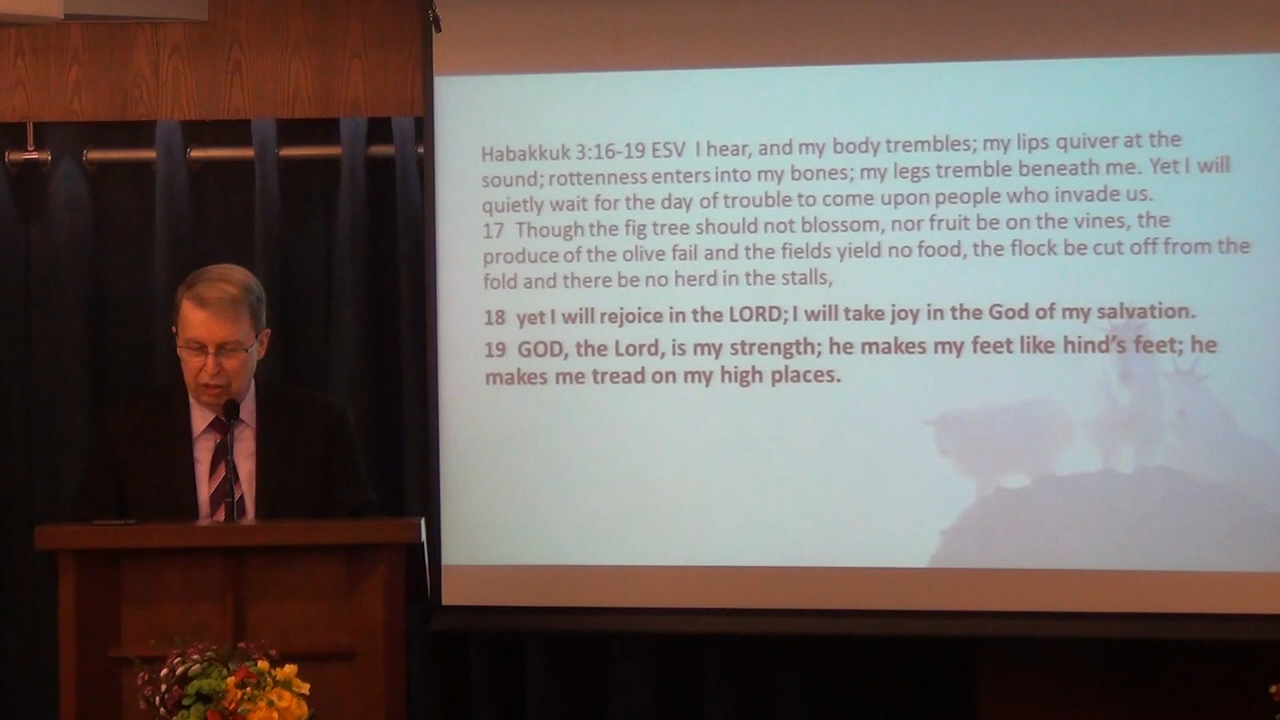 Habakkuk 3:16-19 ESV I hear, and my body trembles; my lips quiver at the
sound; rottenness enters into my bones; my legs tremble beneath me. Yet I will
quietly wait for the day of trouble to come upon people who invade us.
17 Though the fig tree should not blossom, nor fruit be on the vines, the
produce of the olive fail and the fields yield no food, the flock be cut off from the
fold and there be no herd in the stalls,
18 yet I will rejoice in the LORD; I will take joy in the God of my salvation.
19 GOD, the Lord, is my strength; he makes my feet like hind's feet; he
makes me tread on my high places.